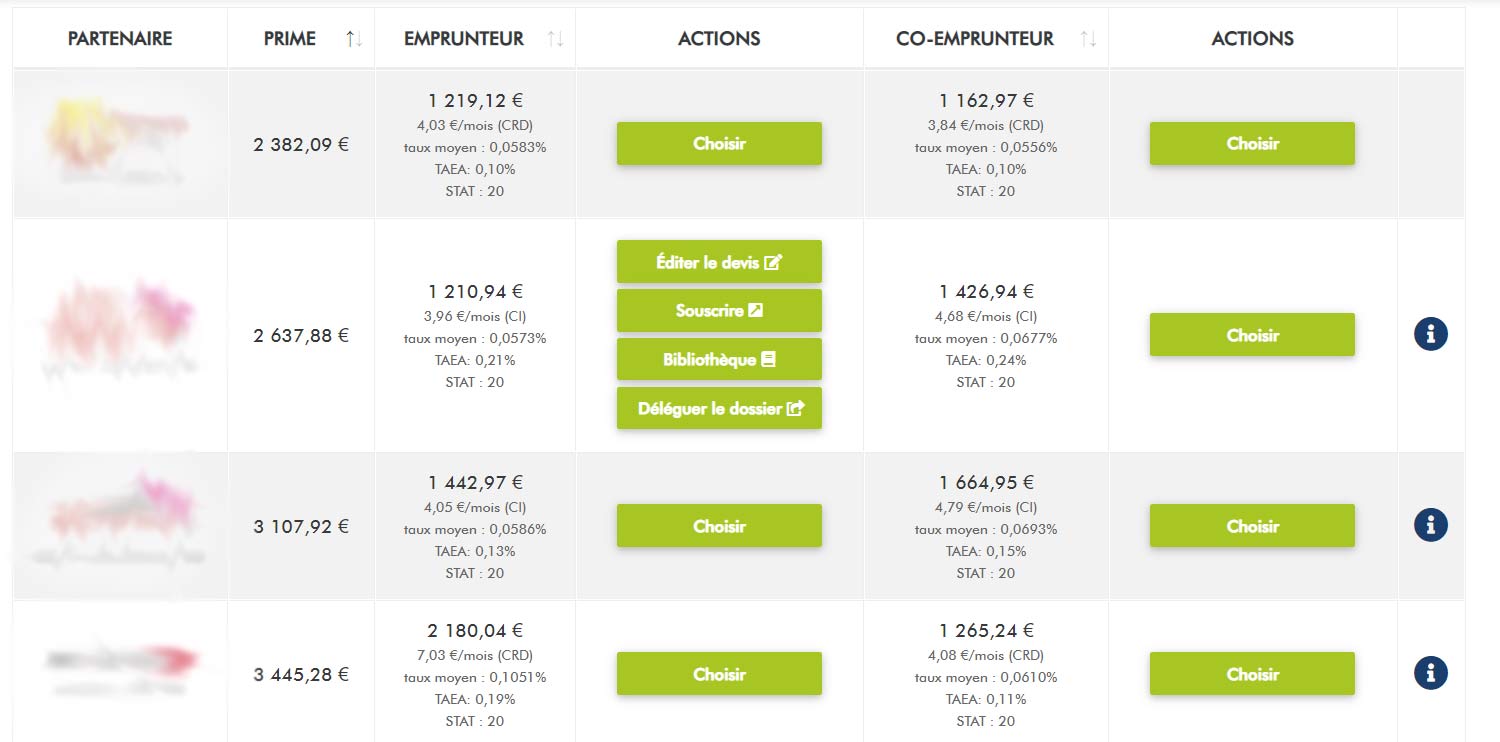 PARTENAIRE PRIME EMPRUNTEUR ACTIONS CO-EMPRUNTEUR ACTIONS
2 382,09 €
1 219,12 €
4,03 €/mois (CRD)
taux moyen : 0,0583%
TAEA: 0,10%
STAT : 20
Choisir
1 162,97 €
3,84 €/mois (CRD)
taux moyen : 0,0556%
TAEA: 0,10%
STAT : 20
Choisir
2 637,88 €
1 210,94 €
3,96 €/mois (CI)
taux moyen : 0,0573%
TAEA: 0,21%
STAT : 20
Éditer le devis
Souscrire
Bibliothèque
Déléguer le dossier
1 426,94 €
4,68 €/mois (CI)
taux moyen : 0,0677%
TAEA: 0,24%
STAT : 20
Choisir
3 107,92 €
1 442,97 €
4,05 €/mois (CI)
taux moyen : 0,0586%
TAEA: 0,13%
STAT : 20
Choisir
1 664,95 €
4,79 €/mois (CI)
taux moyen : 0,0693%
TAEA: 0,15%
STAT : 20
Choisir
3 445,28 €
2 180,04 €
7,03 €/mois (CRD)
taux moyen : 0,1051%
TAEA: 0,19%
STAT : 20
Choisir
1 265,24 €
4,08 €/mois (CRD)
taux moyen : 0,0610%
TAEA: 0,11%
STAT : 20
Choisir